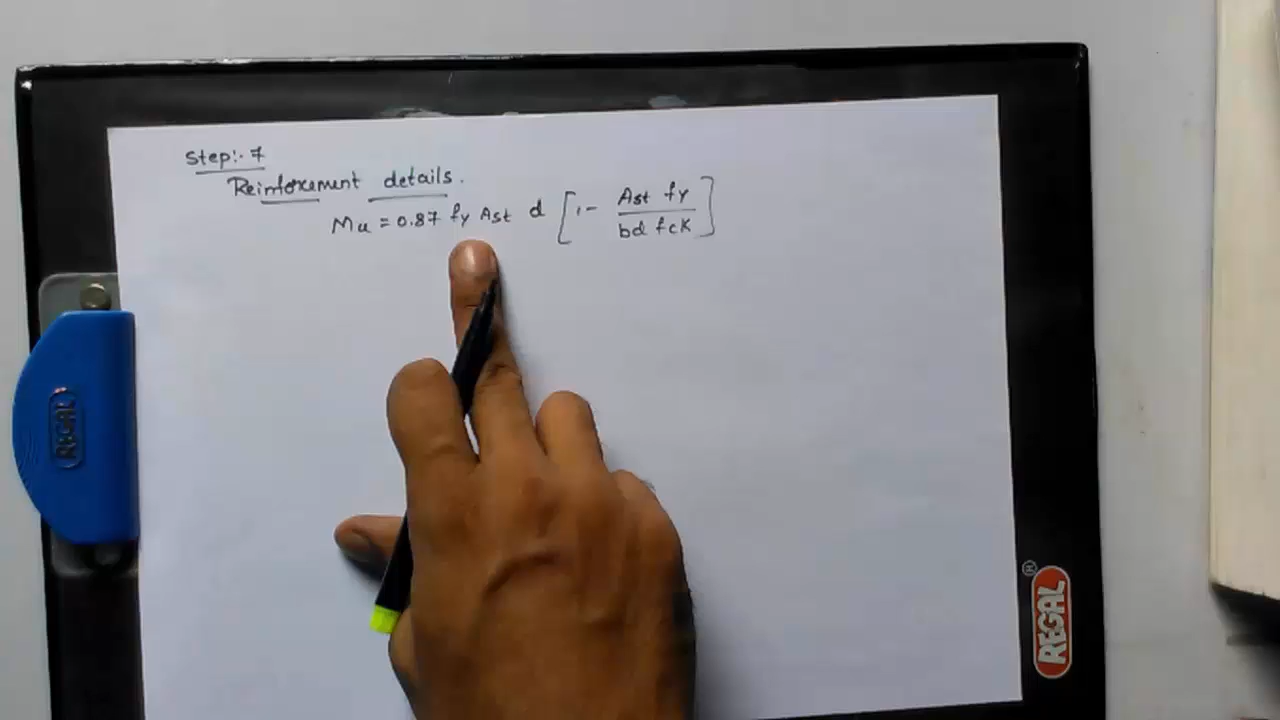 Step:- 7
Reinforcement details.
Mu = 0.87 fy Ast d [1 - Ast fy / bd fck]
REGAL
REGAL ®